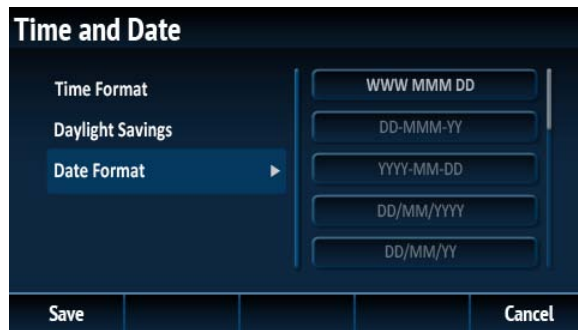 Time and Date
Time Format
Daylight Savings
Date Format
WWW MMM DD
DD-MMM-YY
YYYY-MM-DD
DD/MM/YYYY
DD/MM/YY
Save
Cancel